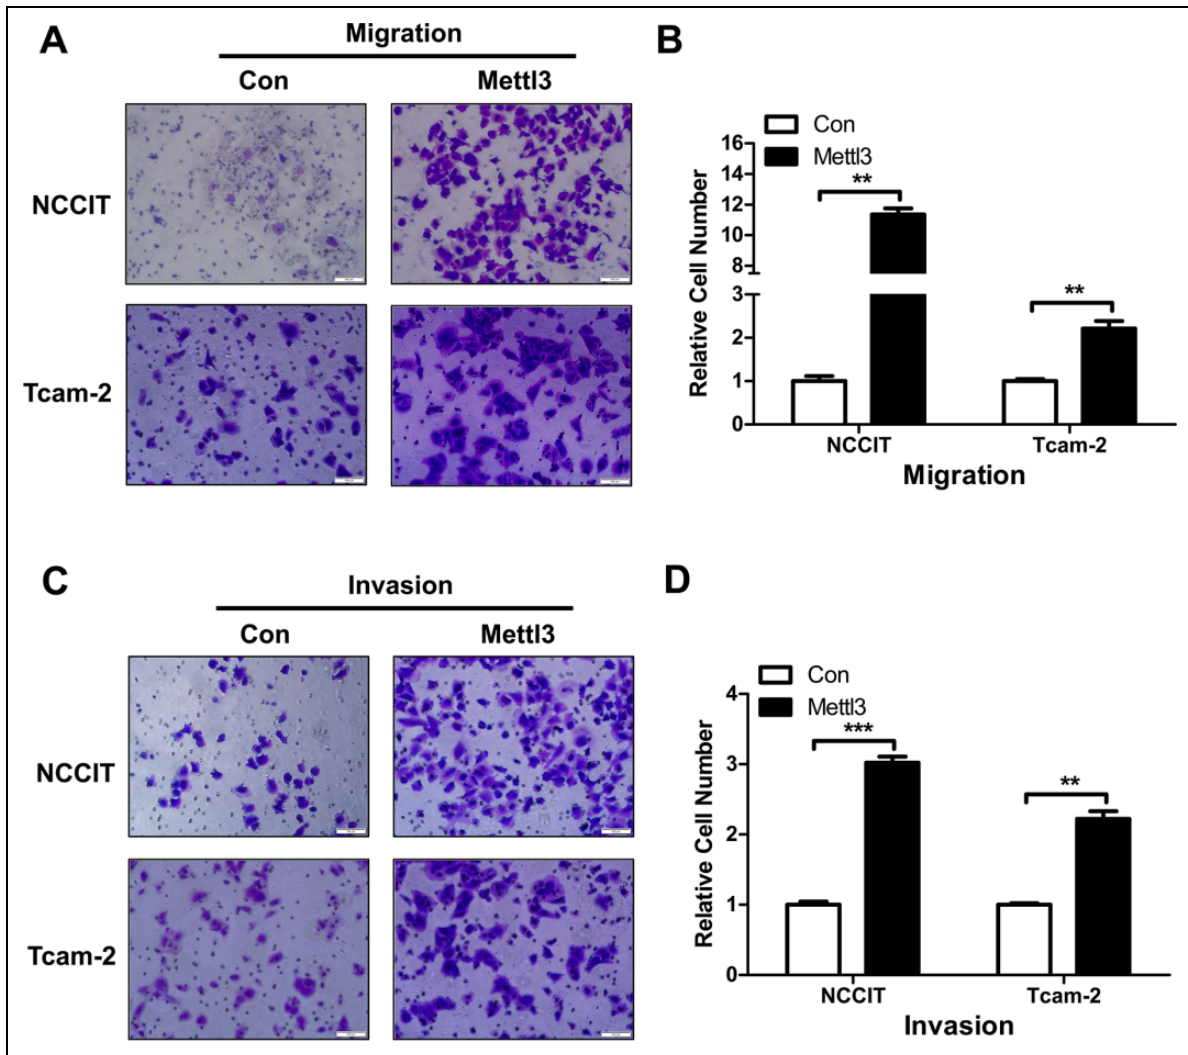 A
Migration
Con Mettl3
NCCIT
Tcam-2
B
Con
Mettl3
Relative Cell Number
16
14
12
10
8
3
2
1
0
**
**
NCCIT Tcam-2
Migration
C
Invasion
Con Mettl3
NCCIT
Tcam-2
D
Con
Mettl3
Relative Cell Number
4
3
2
1
0
***
**
NCCIT Tcam-2
Invasion